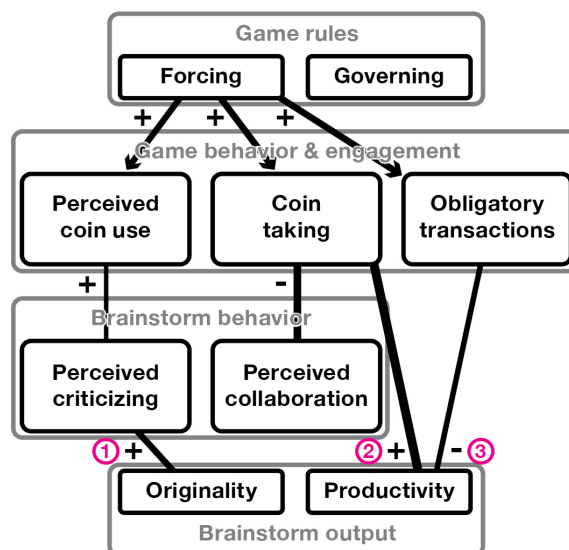 Game rules
Forcing
Governing
+
+
+
Game behavior & engagement
Perceived
coin use
Coin
taking
Obligatory
transactions
+
-
Brainstorm behavior
Perceived
criticizing
Perceived
collaboration
1 +
2 +
- 3
Originality
Productivity
Brainstorm output